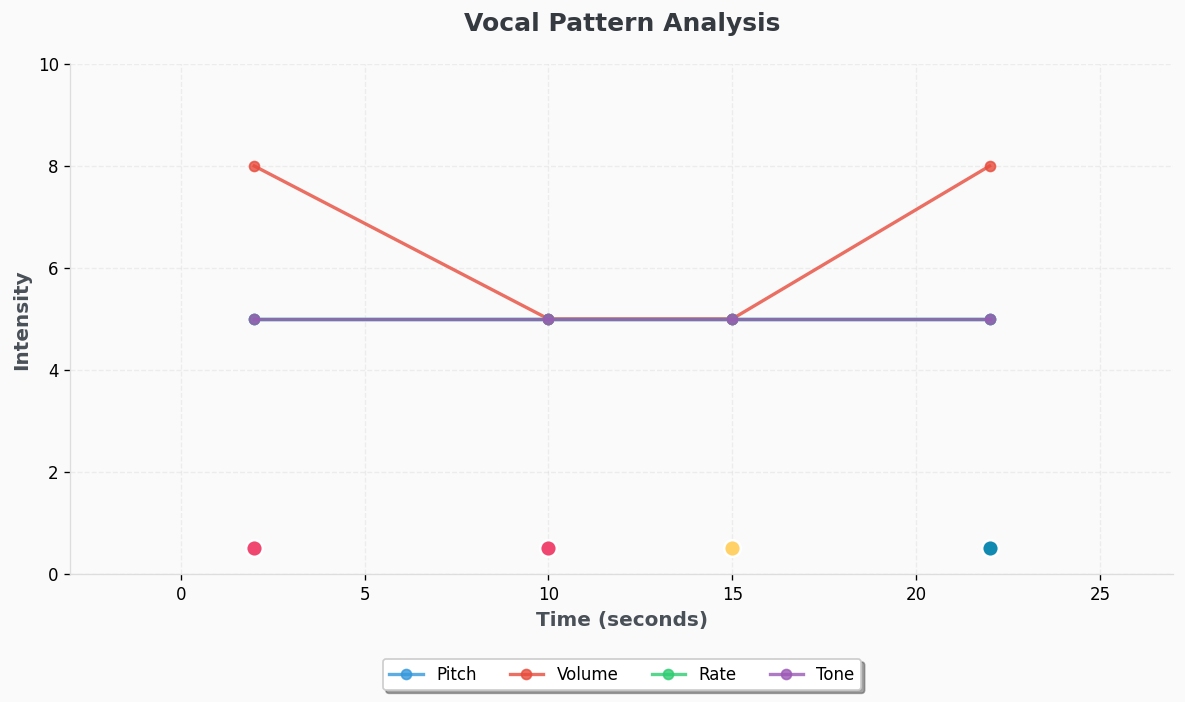 Vocal Pattern Analysis
10
8
6
4
2
0
Intensity
0 5 10 15 20 25
Time (seconds)
Pitch Volume Rate Tone